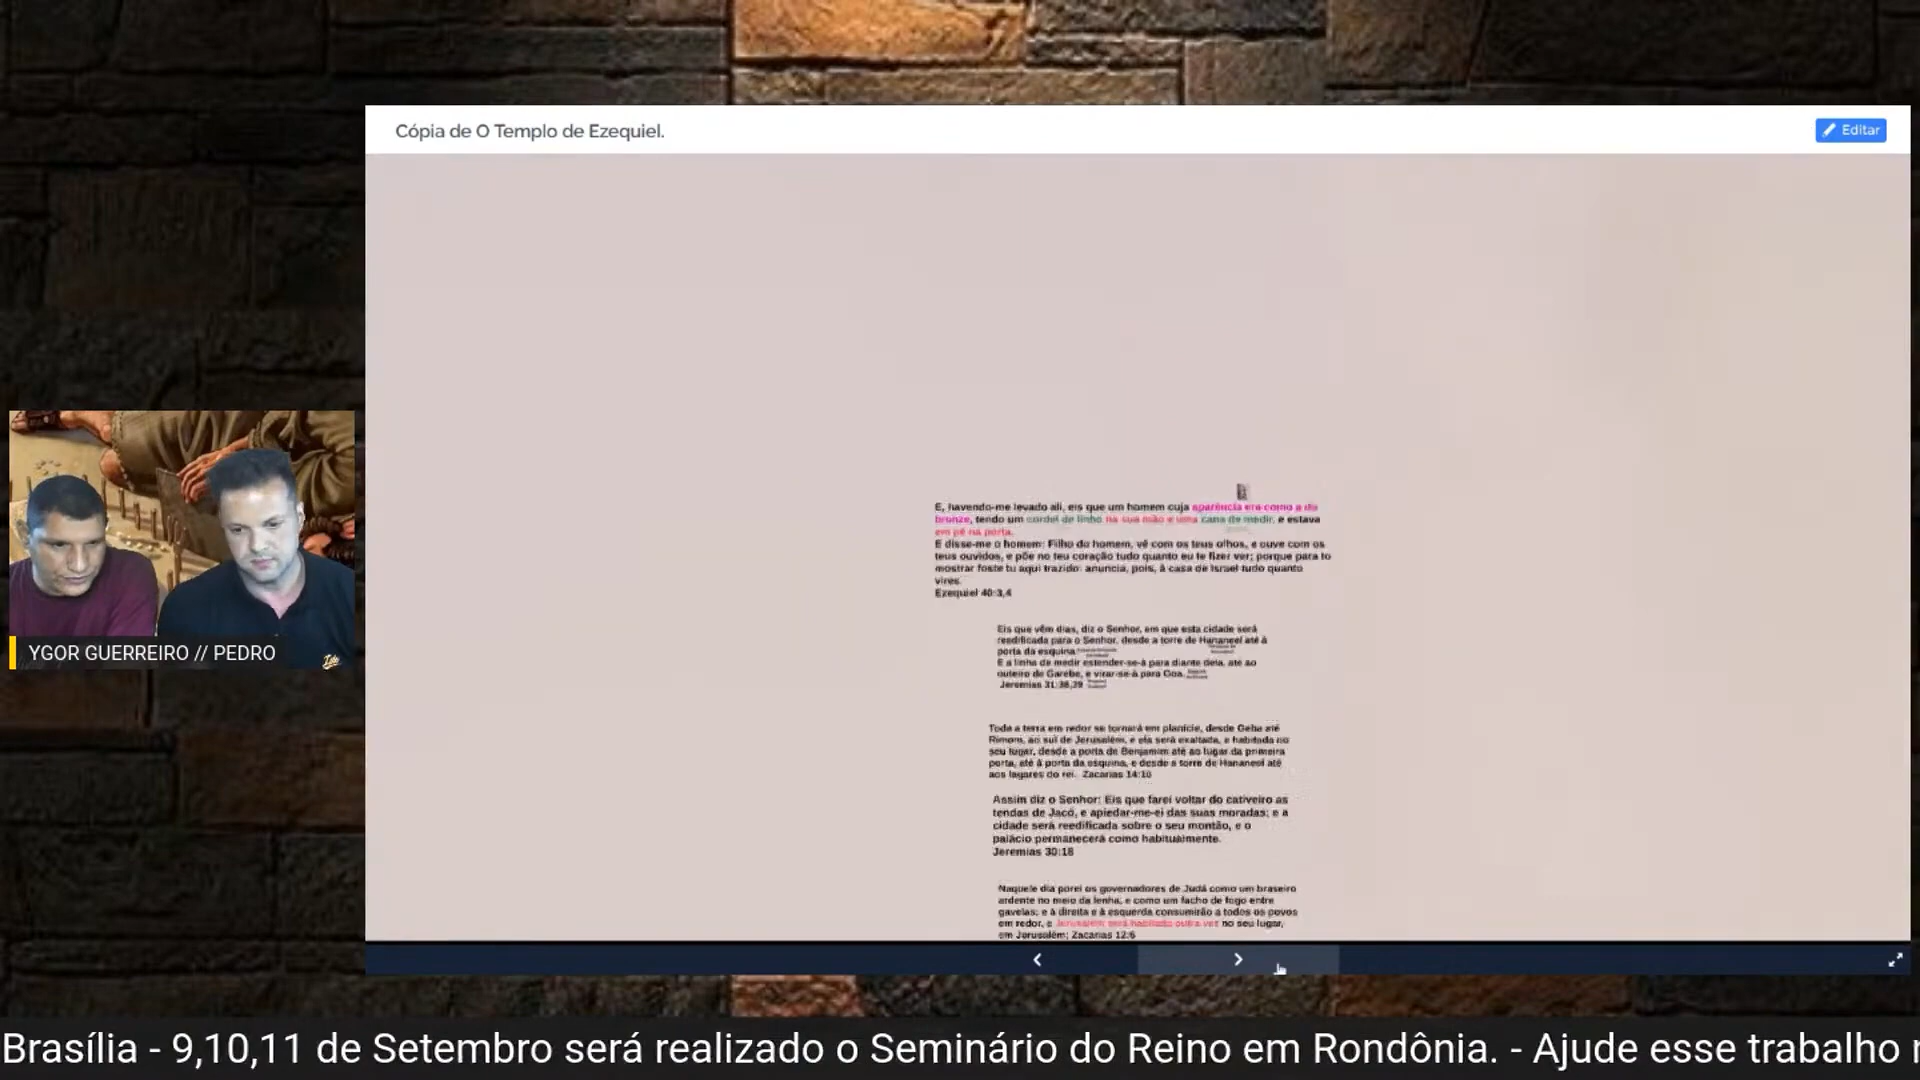 Cópia de O Templo de Ezequiel.
Editar
E, havendo-me levado ali, eis que um homem cuja aparência era como a do
bronze, tendo um cordel de linho na sua mão e uma cana de medir, e estava
em pé na porta.
E disse-me o homem: Filho do homem, vê com os teus olhos, e ouve com os
teus ouvidos, e põe no teu coração tudo quanto eu te fizer ver; porque para to
mostrar foste tu aqui trazido; anuncia, pois, à casa de Israel tudo quanto
vires.
Ezequiel 40:3,4
Eis que vêm dias, diz o Senhor, em que esta cidade será
reedificada para o Senhor, desde a torre de Hananeel até à
porta da esquina
E a linha de medir estender-se-á para diante dela, até ao
outeiro de Garebe, e virar-se-á para Goa.
Jeremias 31:38,39
Toda a terra em redor se tornará em planície, desde Geba até
Rimom, ao sul de Jerusalém, e ela será exaltada, e habitada no
seu lugar, desde a porta de Benjamim até ao lugar da primeira
porta, até à porta da esquina, e desde a torre de Hananeel até
aos lagares do rei. Zacarias 14:10
Assim diz o Senhor: Eis que farei voltar do cativeiro as
tendas de Jacó, e apiedar-me-ei das suas moradas; e a
cidade será reedificada sobre o seu montão, e o
palácio permanecerá como habitualmente.
Jeremias 30:18
Naquele dia porei os governadores de Judá como um braseiro
ardente no meio da lenha, e como um facho de fogo entre
gavelas; e à direita e à esquerda consumirão a todos os povos
em redor, e Jerusalém será habitada outra vez no seu lugar,
em Jerusalém; Zacarias 12:6
YGOR GUERREIRO // PEDRO
Brasília - 9,10,11 de Setembro será realizado o Seminário do Reino em Rondônia. - Ajude esse trabalho